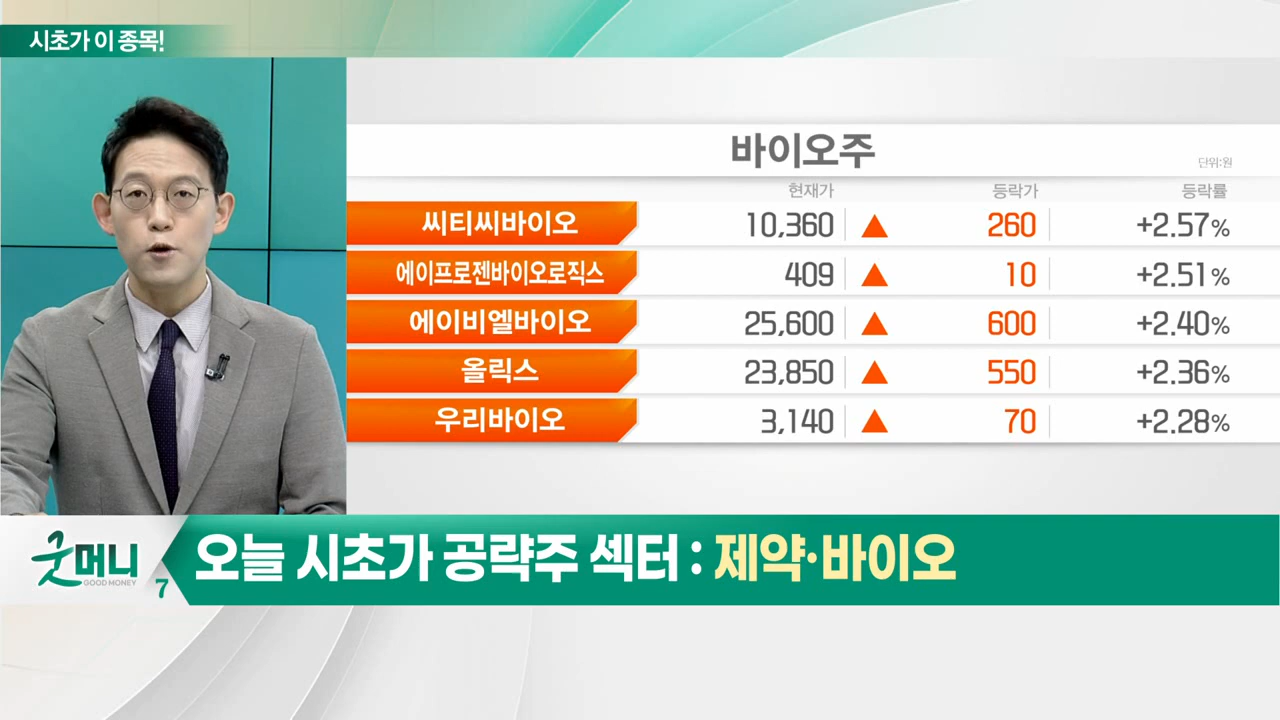 시초가 이 종목!
바이오주
단위:원
현재가 등락가 등락률
씨티씨바이오 10,360 ▲ 260 +2.57%
에이프로젠바이오로직스 409 ▲ 10 +2.51%
에이비엘바이오 25,600 ▲ 600 +2.40%
올릭스 23,850 ▲ 550 +2.36%
우리바이오 3,140 ▲ 70 +2.28%
굿머니
GOOD MONEY
7
오늘 시초가 공략주 섹터 : 제약·바이오